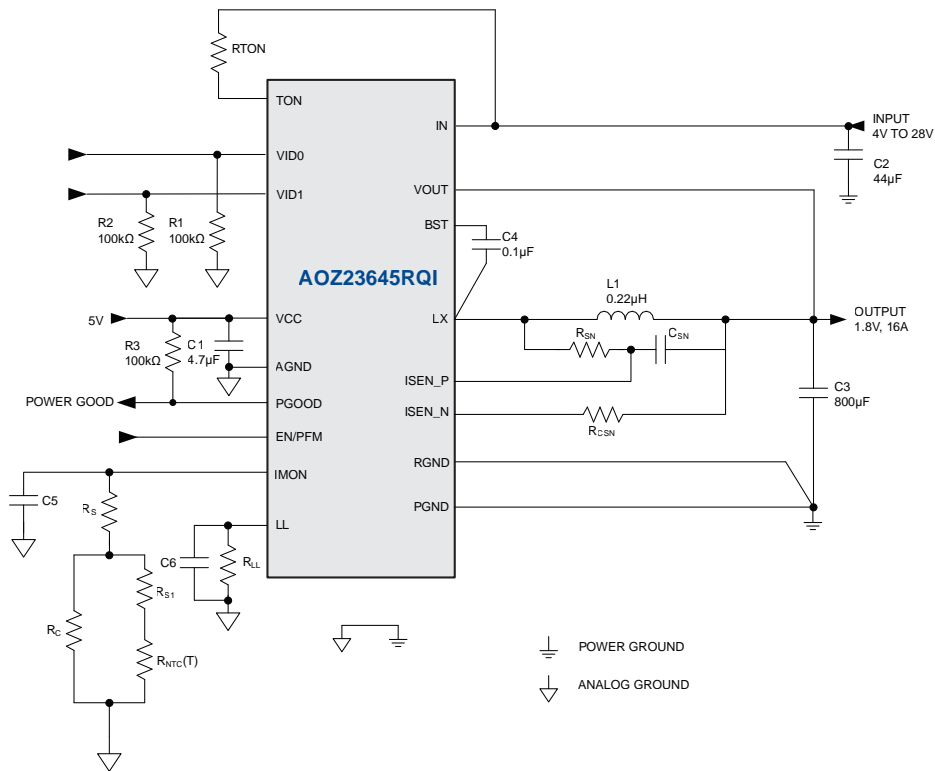 RTON
TON
IN
INPUT
4V TO 28V
C2
44µF
VID0
VID1
VOUT
R2
100kΩ
R1
100kΩ
BST
C4
0.1µF
AOZ23645RQI
L1
0.22µH
5V
VCC
LX
OUTPUT
1.8V, 16A
R3
100kΩ
C1
4.7µF
RSN
CSN
AGND
ISEN_P
C3
800µF
POWER GOOD
PGOOD
ISEN_N
RCSN
EN/PFM
IMON
RGND
C5
RS
PGND
LL
C6
RLL
RS1
RC
RNTC(T)
POWER GROUND
ANALOG GROUND